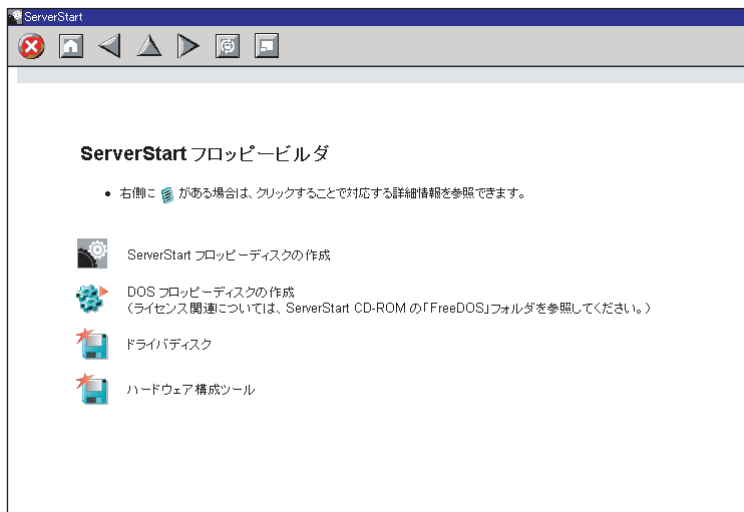 ServerStart
ServerStart フロッピービルダ
• 右側に がある場合は、クリックすることで対応する詳細情報を参照できます。
ServerStart フロッピーディスクの作成
DOS フロッピーディスクの作成
（ライセンス関連については、ServerStart CD-ROM の「FreeDOS」フォルダを参照してください。）
ドライバディスク
ハードウェア構成ツール